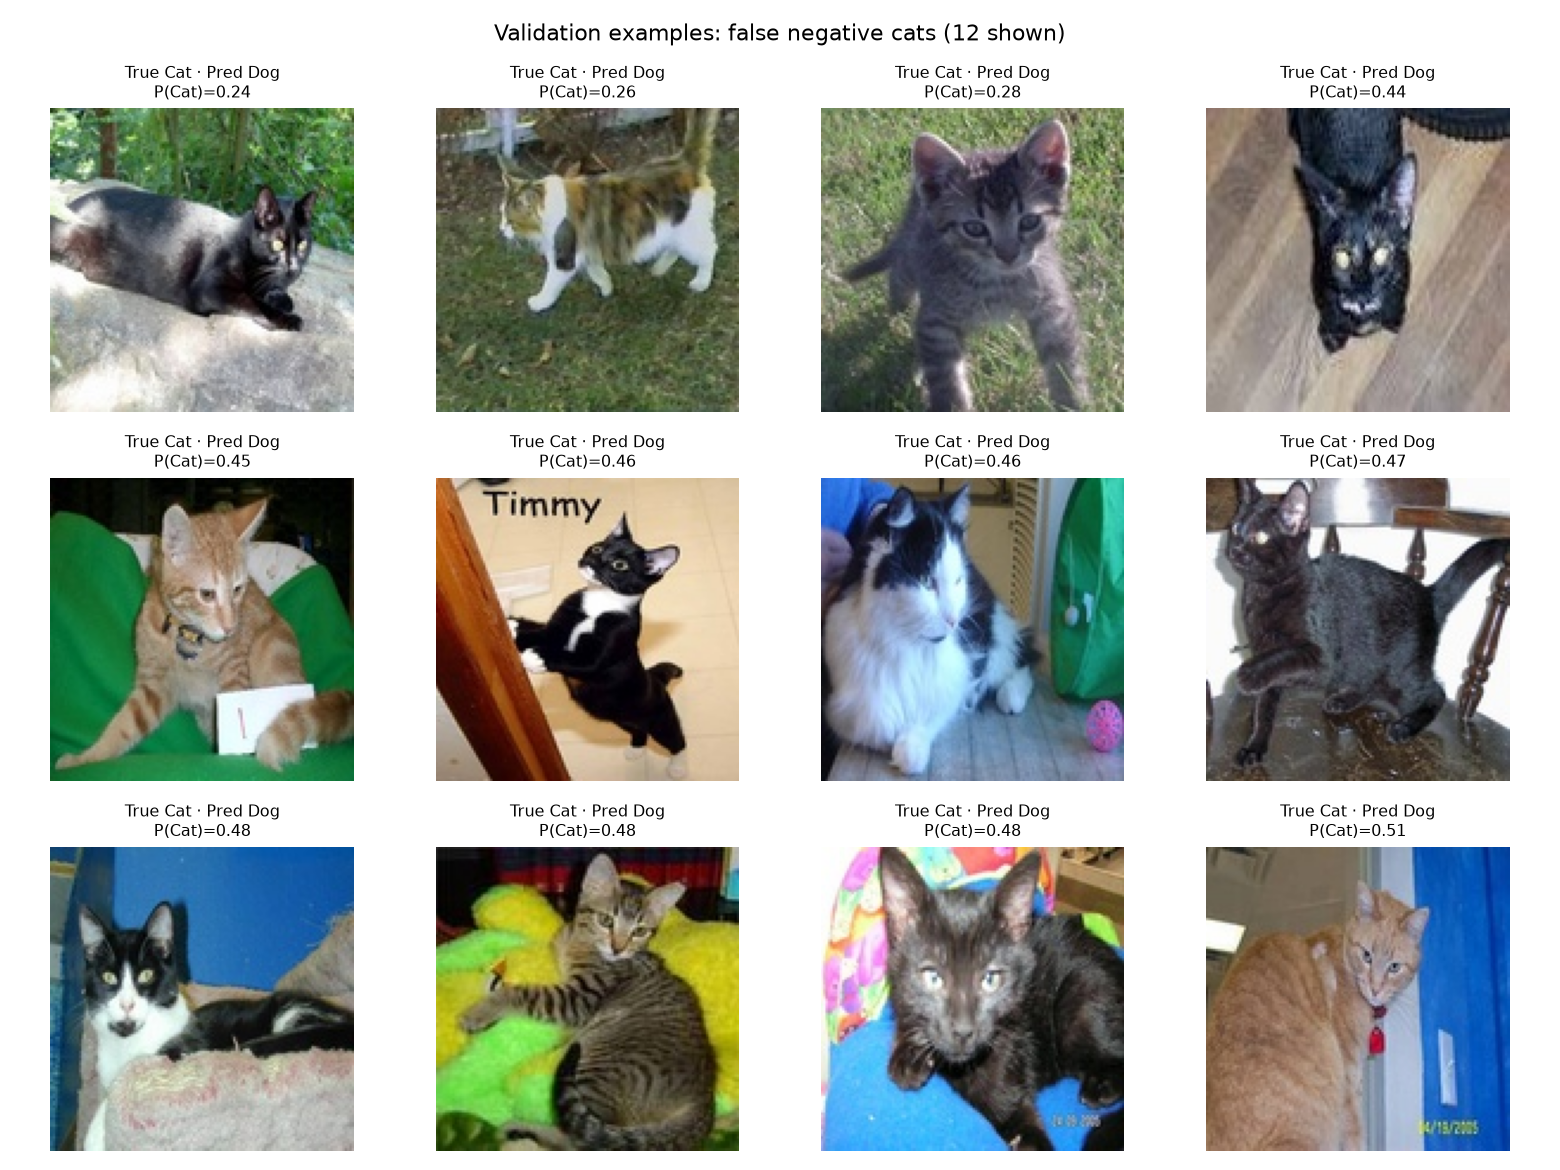 Validation examples: false negative cats (12 shown)
True Cat · Pred Dog
P(Cat)=0.24
True Cat · Pred Dog
P(Cat)=0.26
True Cat · Pred Dog
P(Cat)=0.28
True Cat · Pred Dog
P(Cat)=0.44
True Cat · Pred Dog
P(Cat)=0.45
True Cat · Pred Dog
P(Cat)=0.46
Timmy
True Cat · Pred Dog
P(Cat)=0.46
True Cat · Pred Dog
P(Cat)=0.47
True Cat · Pred Dog
P(Cat)=0.48
True Cat · Pred Dog
P(Cat)=0.48
True Cat · Pred Dog
P(Cat)=0.48
True Cat · Pred Dog
P(Cat)=0.51
04/19/2005